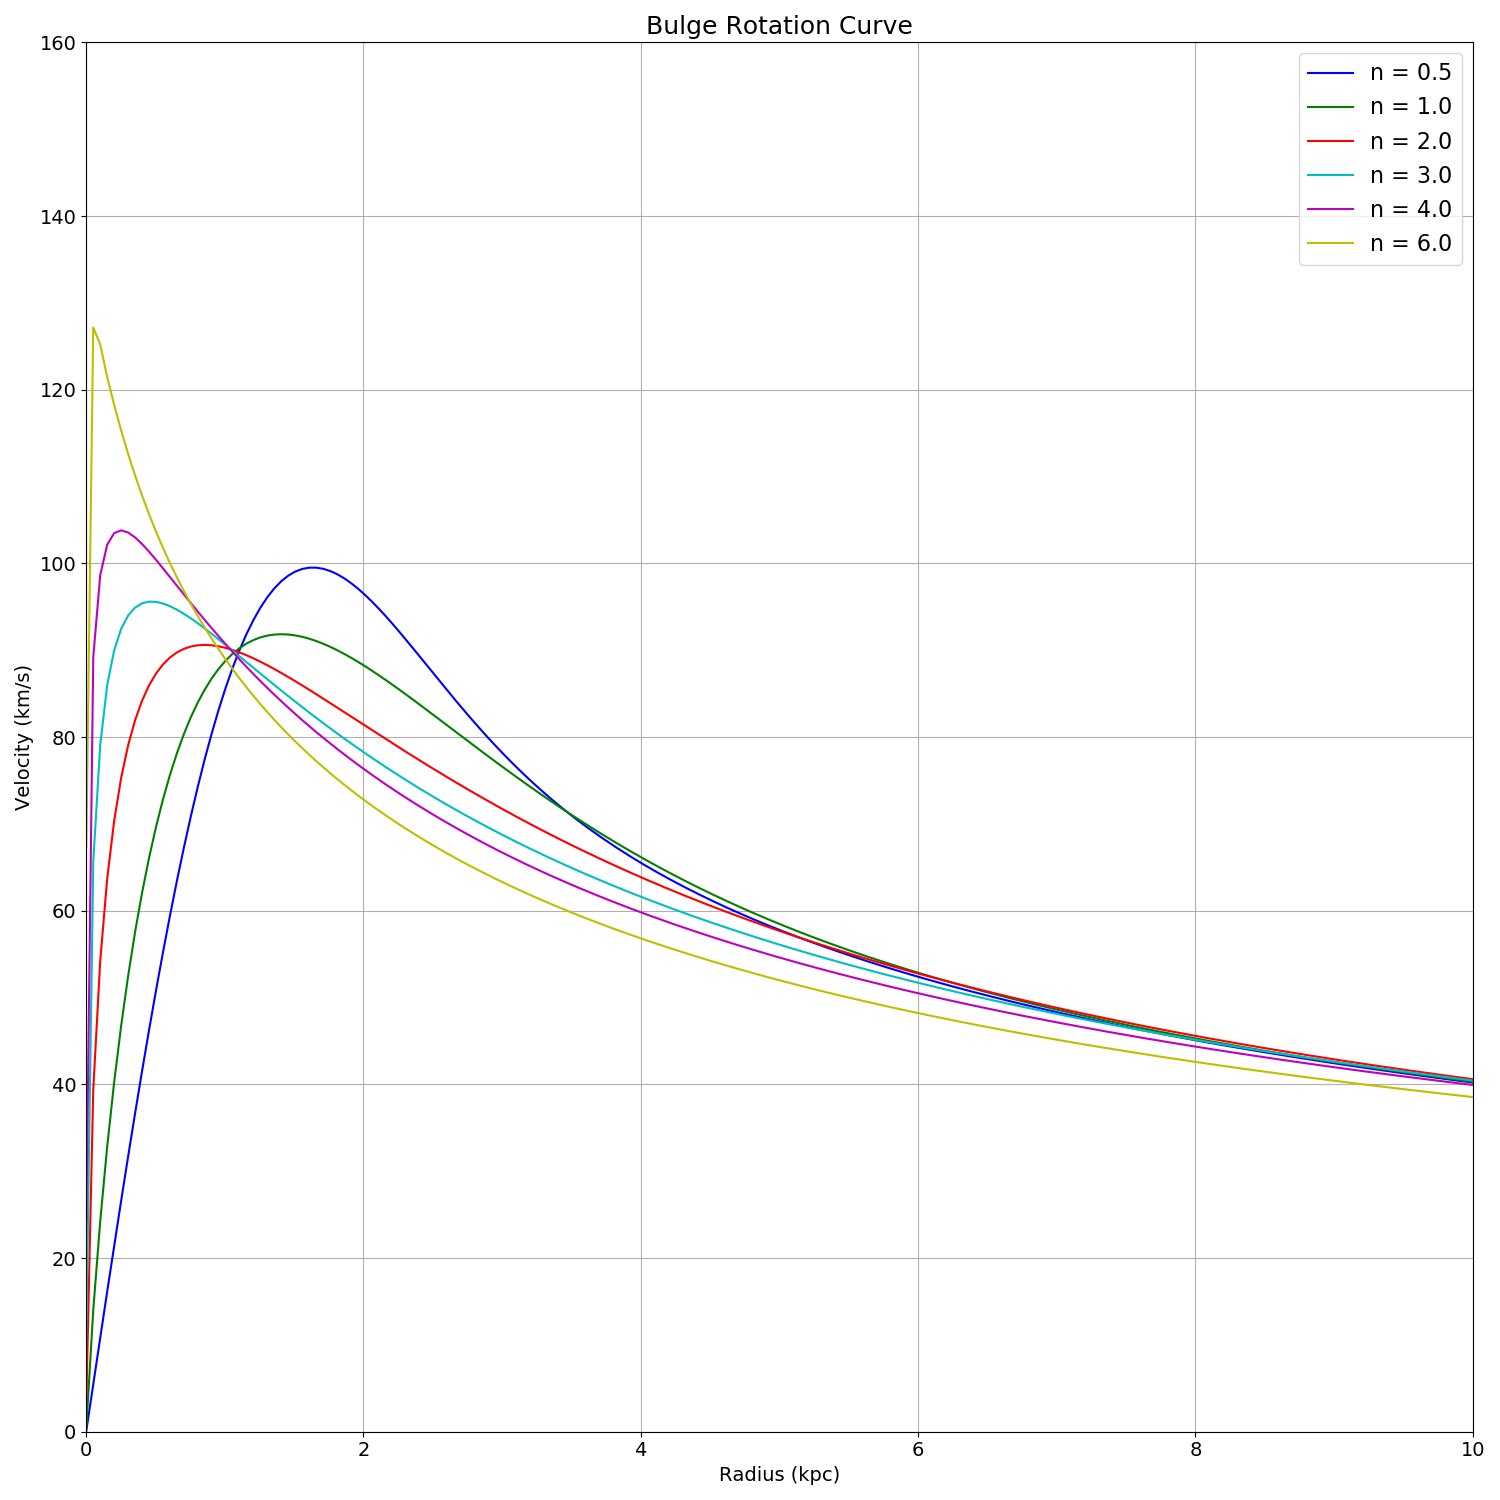 Bulge Rotation Curve
160
140
120
100
80
60
40
20
0
Velocity (km/s)
n = 0.5
n = 1.0
n = 2.0
n = 3.0
n = 4.0
n = 6.0
0 2 4 6 8 10
Radius (kpc)